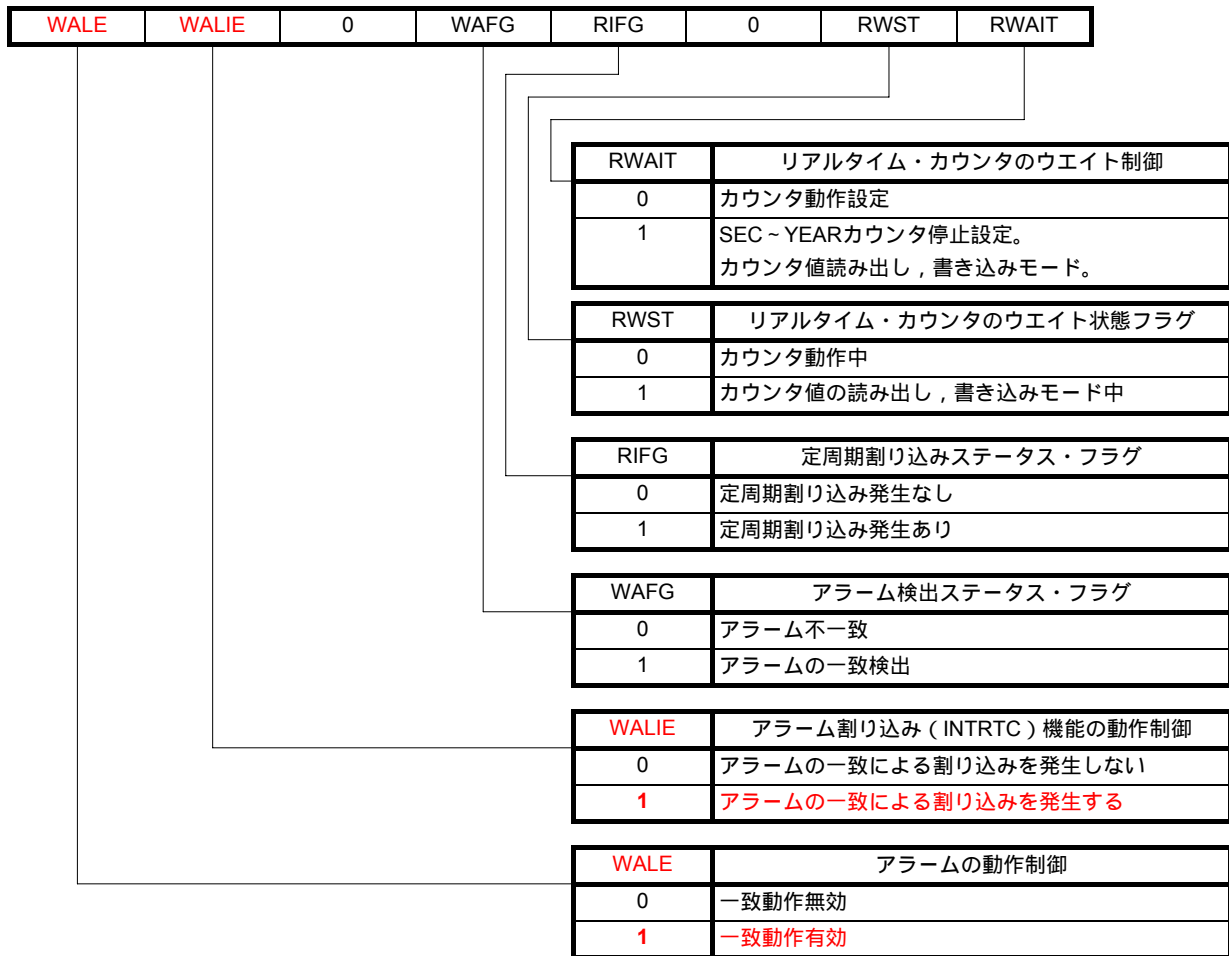 WALE WALIE 0 WAFG RIFG 0 RWST RWAIT
RWAIT リアルタイム・カウンタのウエイト制御
0 カウンタ動作設定
1 SEC～YEARカウンタ停止設定。
カウンタ値読み出し，書き込みモード。
RWST リアルタイム・カウンタのウエイト状態フラグ
0 カウンタ動作中
1 カウンタ値の読み出し，書き込みモード中
RIFG 定周期割り込みステータス・フラグ
0 定周期割り込み発生なし
1 定周期割り込み発生あり
WAFG アラーム検出ステータス・フラグ
0 アラーム不一致
1 アラームの一致検出
WALIE アラーム割り込み（INTRTC）機能の動作制御
0 アラームの一致による割り込みを発生しない
1 アラームの一致による割り込みを発生する
WALE アラームの動作制御
0 一致動作無効
1 一致動作有効